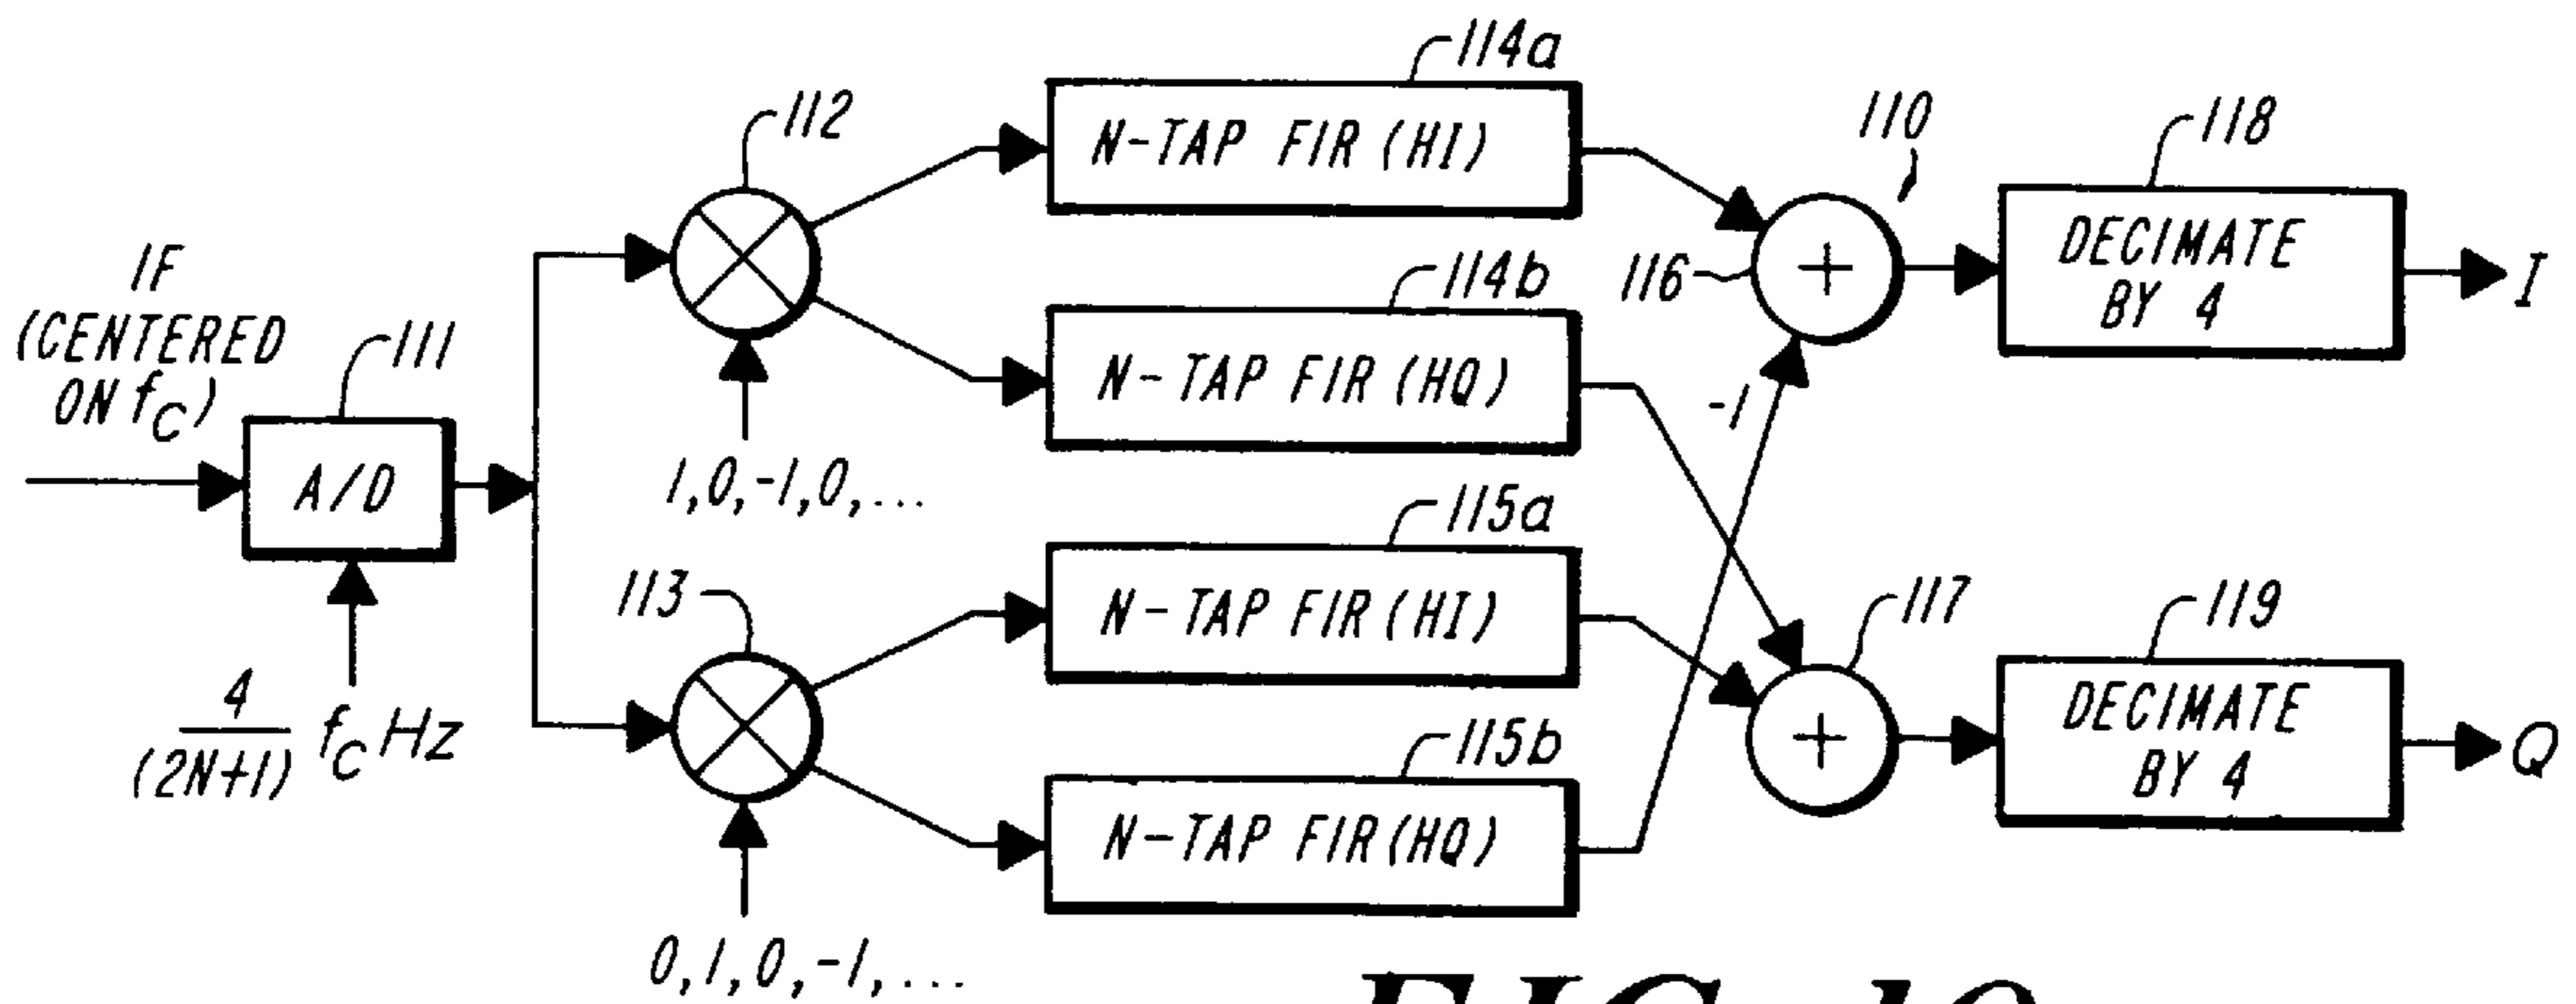 114a
112
N-TAP FIR (HI)
110
118
IF
(CENTERED
ON fC)
111
114b
116
+
DECIMATE
BY 4
I
N-TAP FIR (HQ)
-1
A/D
1,0,-1,0,...
115a
4
(2N+1)
fC Hz
113
N-TAP FIR (HI)
117
119
115b
+
DECIMATE
BY 4
Q
N-TAP FIR (HQ)
0,1,0,-1,...